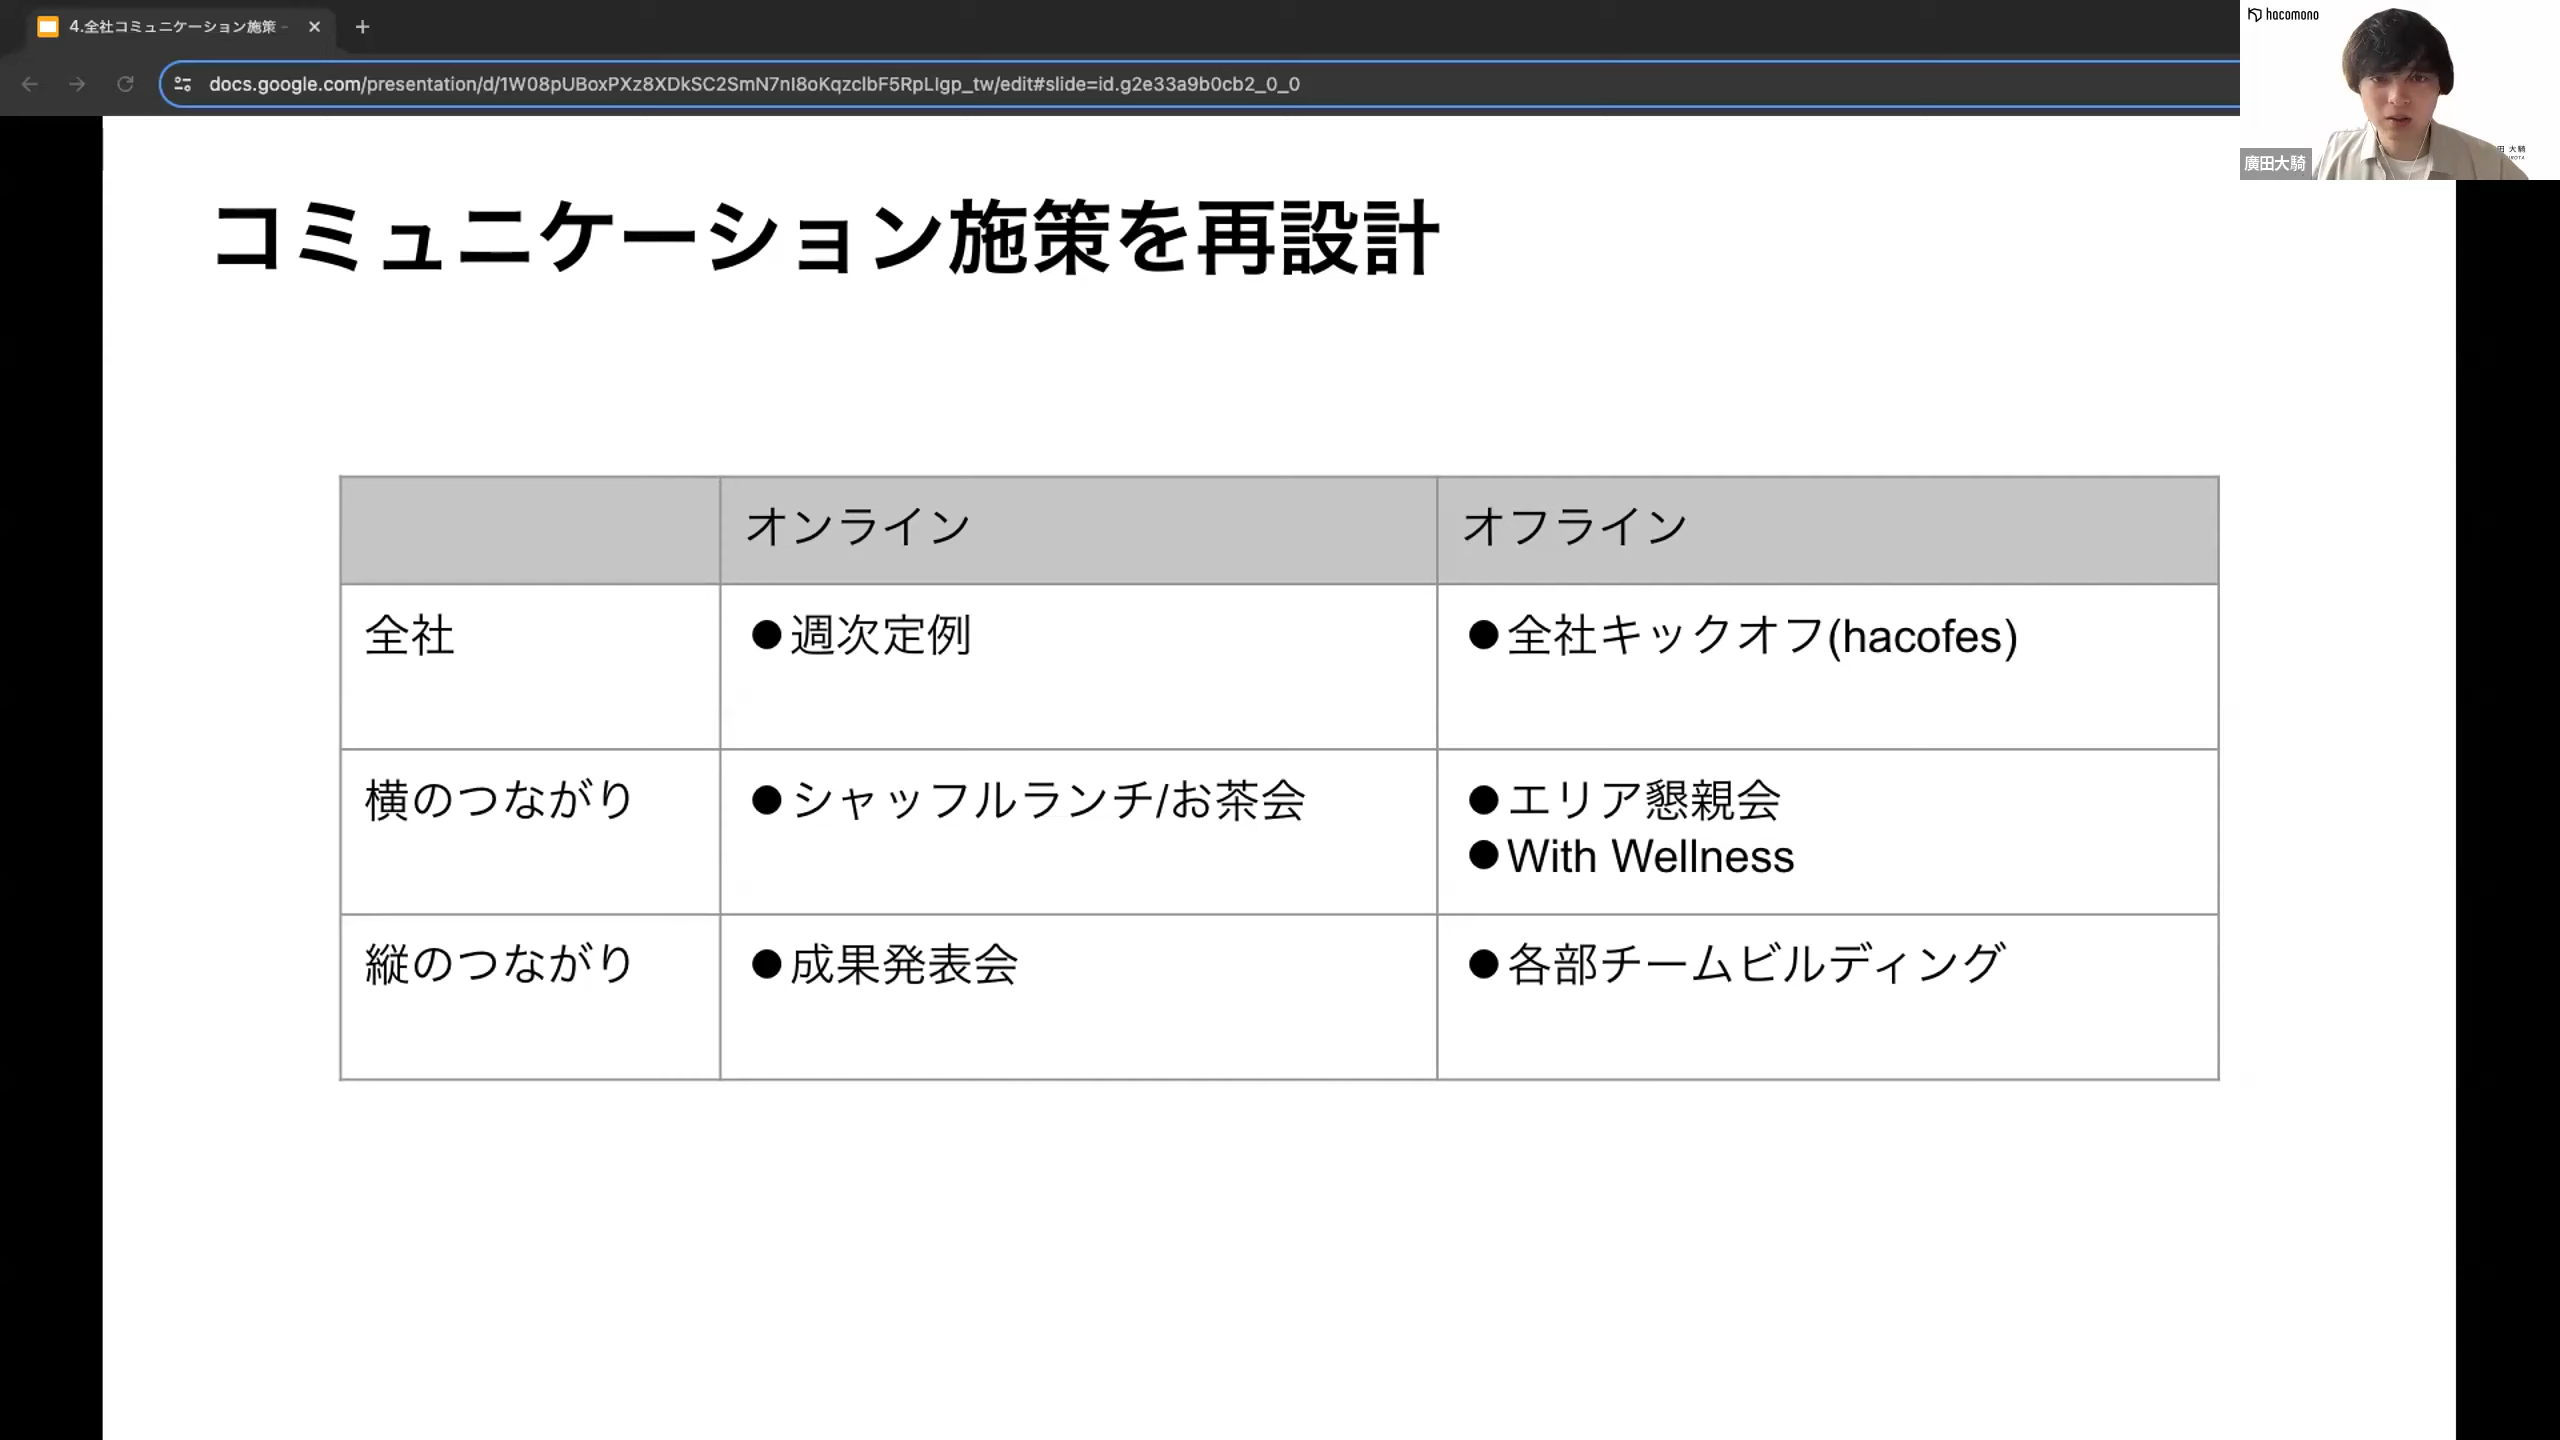 4.全社コミュニケーション施策 -
docs.google.com/presentation/d/1W08pUBoxPXz8XDkSC2SmN7nI8oKqzclbF5RpLIgp_tw/edit#slide=id.g2e33a9b0cb2_0_0
hacomono
田 大騎
廣田大騎
コミュニケーション施策を再設計
オンライン
オフライン
全社
●週次定例
●全社キックオフ(hacofes)
横のつながり
●シャッフルランチ/お茶会
●エリア懇親会
●With Wellness
縦のつながり
●成果発表会
●各部チームビルディング